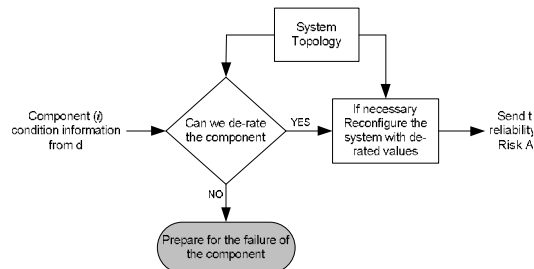 System
Topology
Component (i)
condition information
from d
Can we de-rate
the component
YES
If necessary
Reconfigure the
system with de-
rated values
Send t
reliability
Risk A
NO
Prepare for the failure of
the component